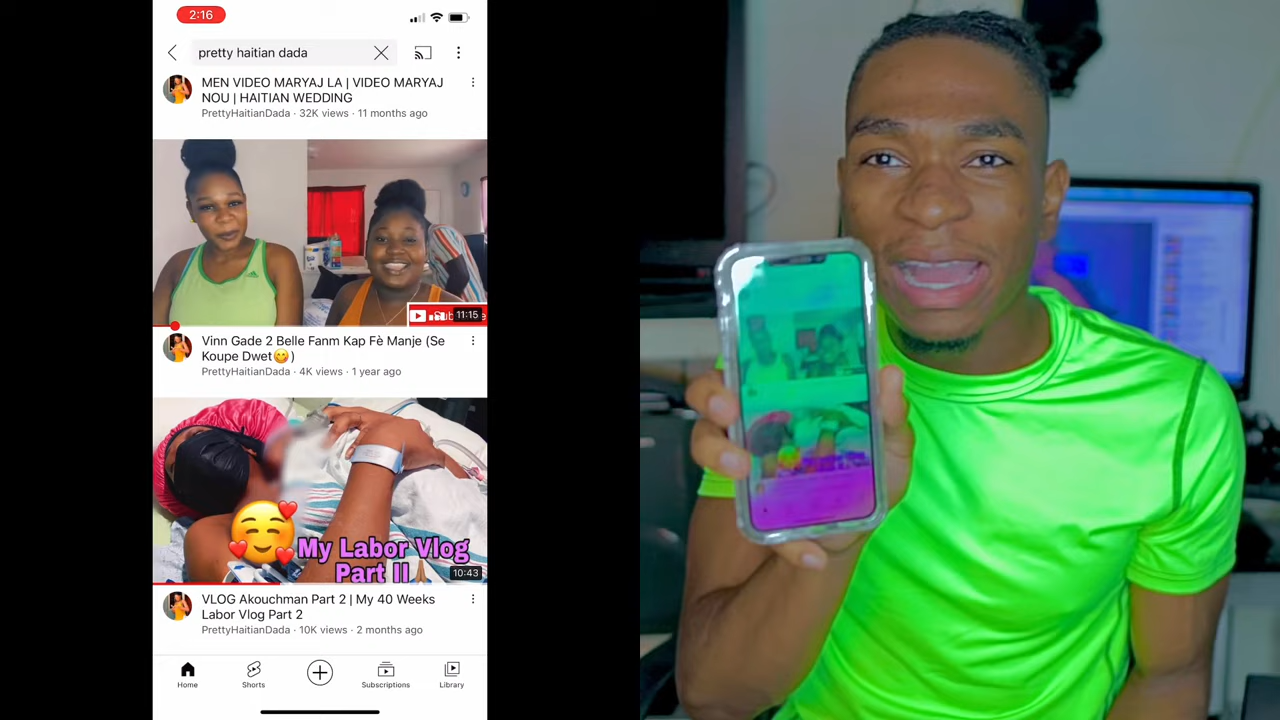 2:16
pretty haitian dada
MEN VIDEO MARYAJ LA | VIDEO MARYAJ
NOU | HAITIAN WEDDING
PrettyHaitianDada · 32K views · 11 months ago
11:15
Vinn Gade 2 Belle Fanm Kap Fè Manje (Se
Koupe Dwet😋)
PrettyHaitianDada · 4K views · 1 year ago
My Labor Vlog
Part II
10:43
VLOG Akouchman Part 2 | My 40 Weeks
Labor Vlog Part 2
PrettyHaitianDada · 10K views · 2 months ago
Home
Shorts
Subscriptions
Library